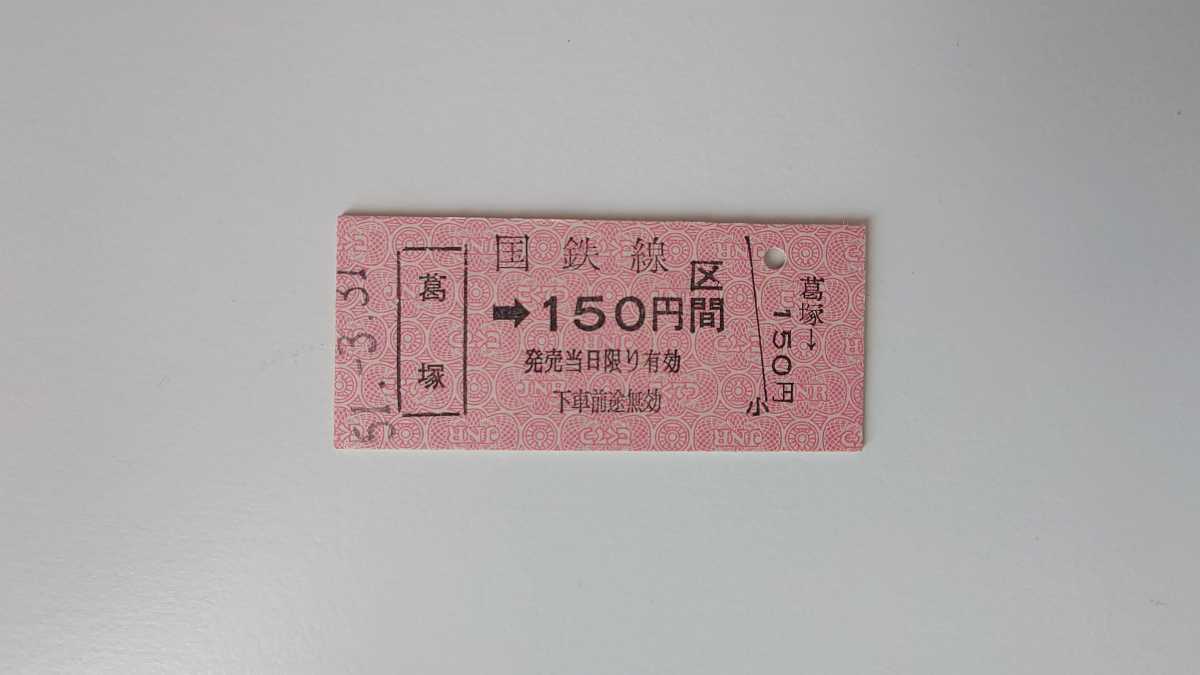 51.-3.31
葛塚
国鉄線
区
➡150円間
発売当日限り有効
下車前途無効
葛塚→
150円
小